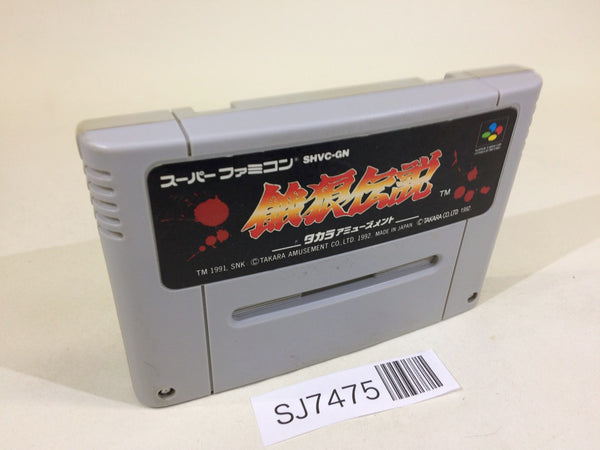 スーパーファミコン® SHVC-GN
餓狼伝説
TM
タカラアミューズメント
TM 1991, SNK ©TAKARA AMUSEMENT CO., LTD. 1992. MADE IN JAPAN ©TAKARA CO., LTD. 1992
SJ7475